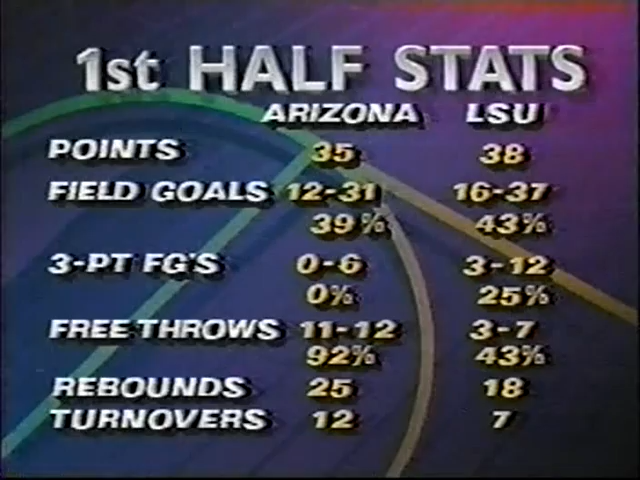 1st HALF STATS
ARIZONA LSU
POINTS 35 38
FIELD GOALS 12-31 16-37
39% 43%
3-PT FG'S 0-6 3-12
0% 25%
FREE THROWS 11-12 3-7
92% 43%
REBOUNDS 25 18
TURNOVERS 12 7